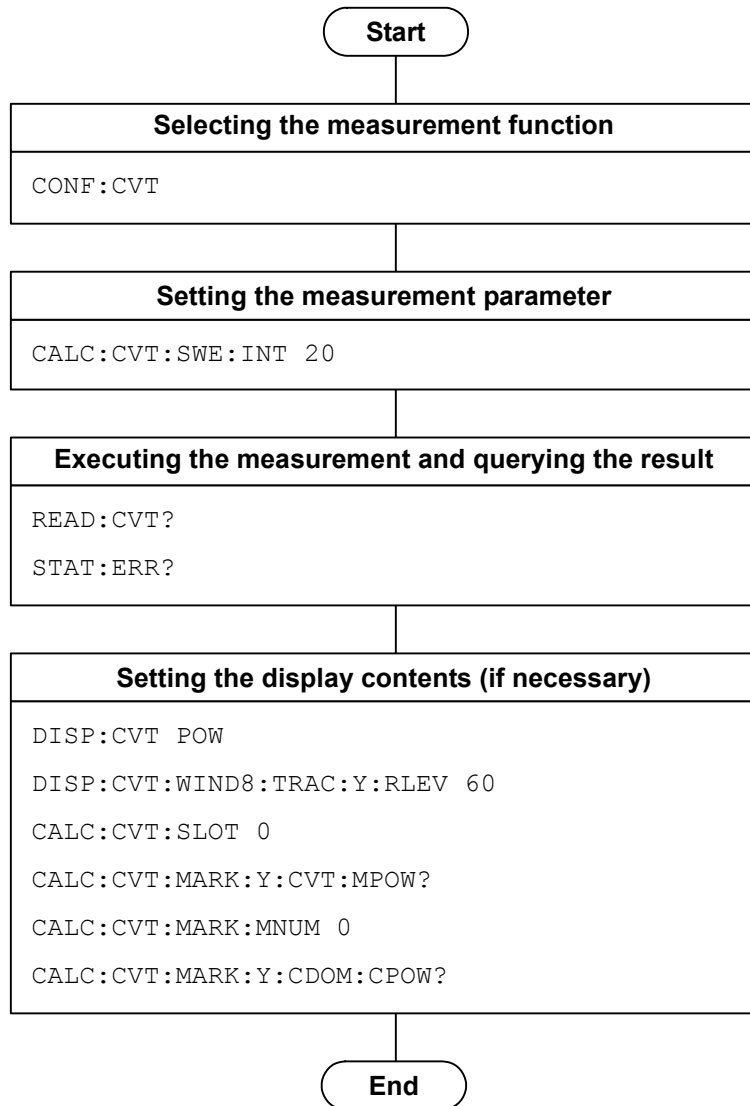 Start
Selecting the measurement function
CONF:CVT
Setting the measurement parameter
CALC:CVT:SWE:INT 20
Executing the measurement and querying the result
READ:CVT?
STAT:ERR?
Setting the display contents (if necessary)
DISP:CVT POW
DISP:CVT:WIND8:TRAC:Y:RLEV 60
CALC:CVT:SLOT 0
CALC:CVT:MARK:Y:CVT:MPOW?
CALC:CVT:MARK:MNUM 0
CALC:CVT:MARK:Y:CDOM:CPOW?
End